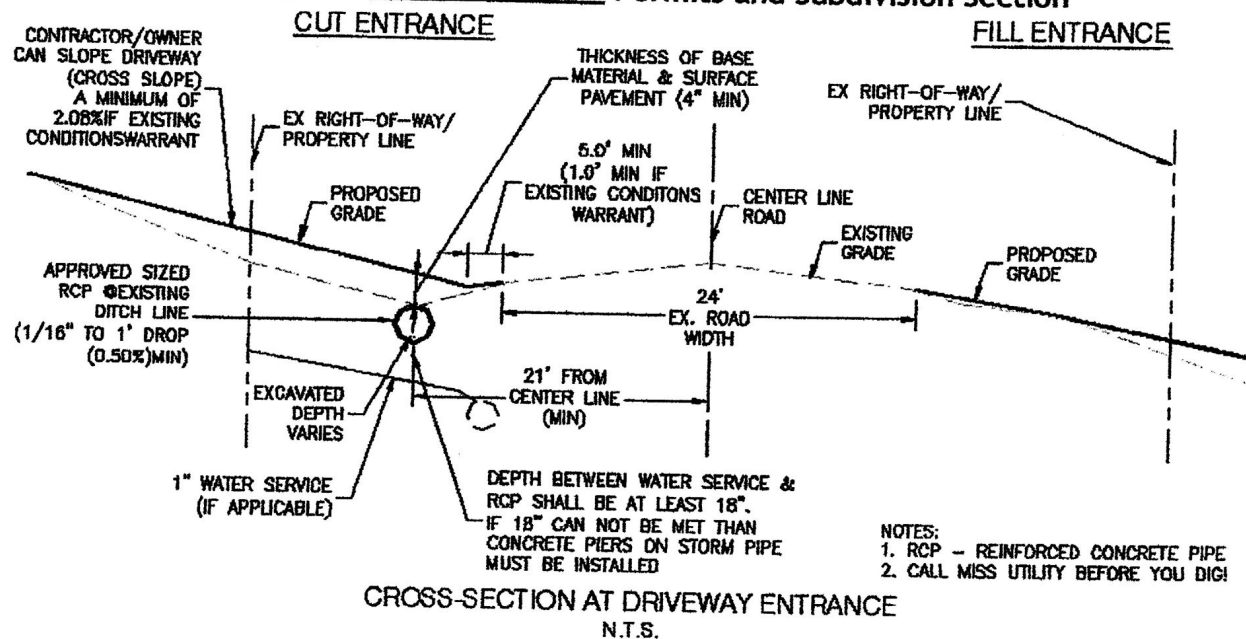 Permits and Subdivision Section
CUT ENTRANCE
FILL ENTRANCE
CONTRACTOR/OWNER
CAN SLOPE DRIVEWAY
(CROSS SLOPE)
A MINIMUM OF
2.08%IF EXISTING
CONDITIONSWARRANT
EX RIGHT-OF-WAY/
PROPERTY LINE
THICKNESS OF BASE
MATERIAL & SURFACE
PAVEMENT (4" MIN)
5.0' MIN
(1.0' MIN IF
EXISTING CONDITONS
WARRANT)
EX RIGHT-OF-WAY/
PROPERTY LINE
PROPOSED
GRADE
CENTER LINE
ROAD
EXISTING
GRADE
PROPOSED
GRADE
APPROVED SIZED
RCP @EXISTING
DITCH LINE
(1/16" TO 1' DROP
(0.50%)MIN)
24'
EX. ROAD
WIDTH
21' FROM
CENTER LINE
(MIN)
EXCAVATED
DEPTH
VARIES
1" WATER SERVICE
(IF APPLICABLE)
DEPTH BETWEEN WATER SERVICE &
RCP SHALL BE AT LEAST 18".
IF 18" CAN NOT BE MET THAN
CONCRETE PIERS ON STORM PIPE
MUST BE INSTALLED
NOTES:
1. RCP - REINFORCED CONCRETE PIPE
2. CALL MISS UTILITY BEFORE YOU DIG!
CROSS-SECTION AT DRIVEWAY ENTRANCE
N.T.S.